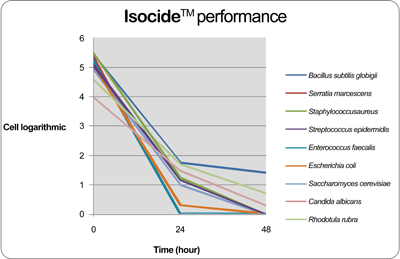 Isocide™ performance
6
5
4
3
2
1
0
Cell logarithmic
0 24 48
Time (hour)
Bacillus subtilis globigii
Serratia marcescens
Staphylococcusaureus
Streptococcus epidermidis
Enterococcus faecalis
Escherichia coli
Saccharomyces cerevisiae
Candida albicans
Rhodotula rubra